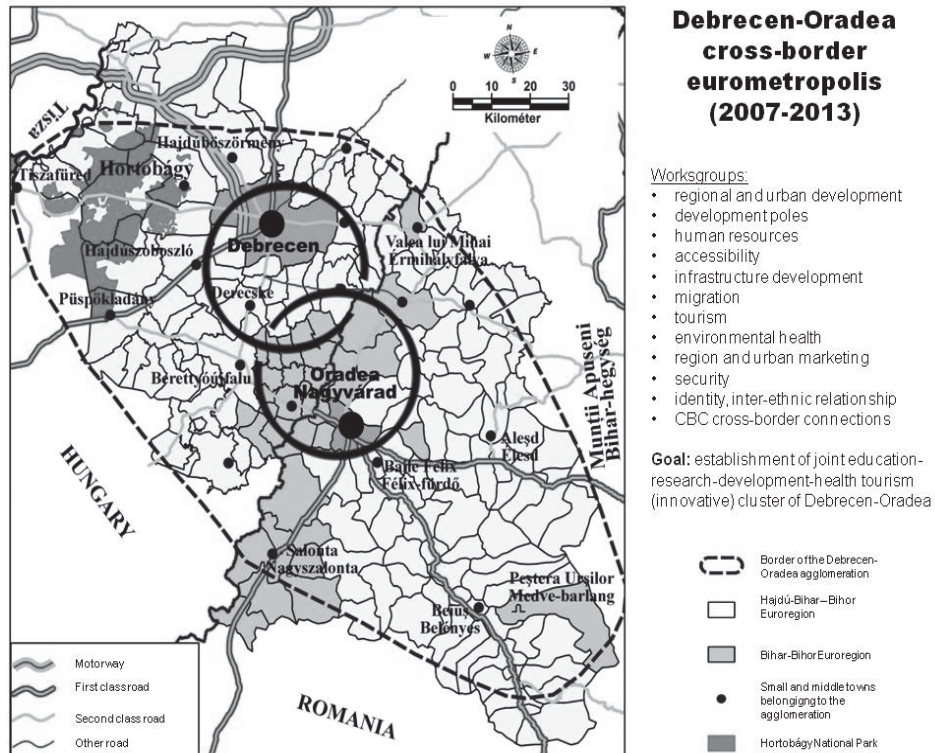 Debrecen-Oradea
cross-border
eurometropolis
(2007-2013)
Worksgroups:
• regional and urban development
• development poles
• human resources
• accessibility
• infrastructure development
• migration
• tourism
• environmental health
• region and urban marketing
• security
• identity, inter-ethnic relationship
• CBC cross-border connections
Goal: establishment of joint education-
research-development-health tourism
(innovative) cluster of Debrecen-Oradea
Border of the Debrecen-
Oradea agglomeration
Hajdú-Bihar–Bihor
Euroregion
Bihar-Bihor Euroregion
Small and middle towns
belongigng to the
agglomeration
Hortobágy National Park
N
W
E
S
0 10 20 30
Kilométer
Tisza
Hajdúböszörmény
Tiszafüred
Hortobágy
Debrecen
Hajdúszoboszló
Valea lui Mihai
Érmihályfalva
Püspökladány
Derecske
Berettyóújfalu
Oradea
Nagyvárad
Munţii Apuseni
Bihar-hegység
Aleşd
Élesd
Baile Felix
Félix-fürdő
HUNGARY
Salonta
Nagyszalonta
Peştera Urşilor
Medve-barlang
Beiuş
Belényes
ROMANIA
Motorway
First class road
Second class road
Other road